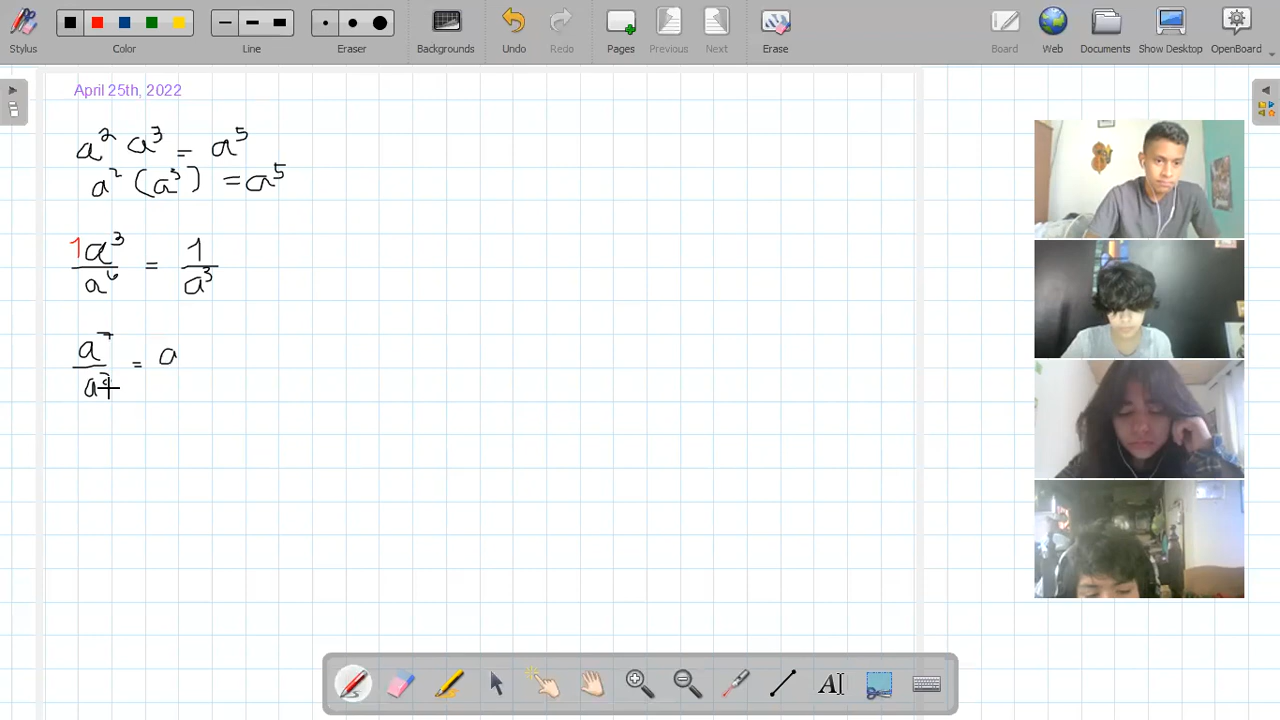 Stylus Color Line Eraser Backgrounds Undo Redo Pages Previous Next Erase Board Web Documents Show Desktop OpenBoard
April 25th, 2022
a² a³ = a⁵
a² (a³) = a⁵
1a³/a⁶ = 1/a³
a⁷/a = a
AI